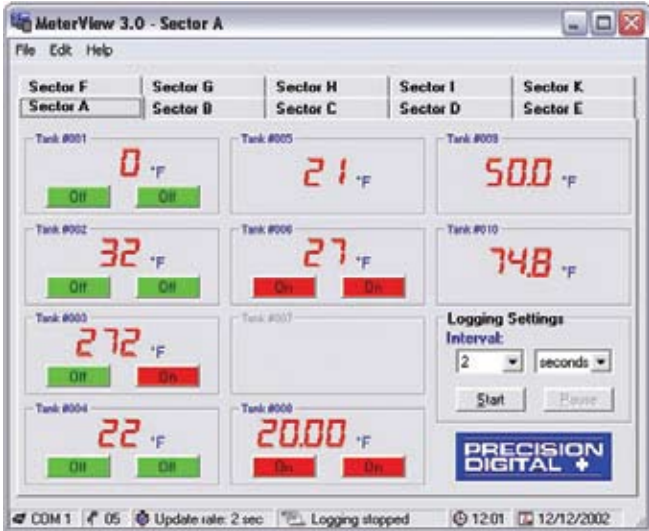 MeterView 3.0 - Sector A
File Edit Help
Sector F Sector G Sector H Sector I Sector K
Sector A Sector B Sector C Sector D Sector E
Tank #001
0 °F
Off Off
Tank #002
32 °F
Off Off
Tank #003
272 °F
Off On
Tank #004
22 °F
Off Off
Tank #005
21 °F
Tank #006
27 °F
On On
Tank #007
Tank #008
20.00 °F
On On
Tank #009
50.0 °F
Tank #010
74.8 °F
Logging Settings
Interval:
2 seconds
Start Pause
PRECISION
DIGITAL +
COM 1 05 Update rate: 2 sec Logging stopped 12:01 12/12/2002